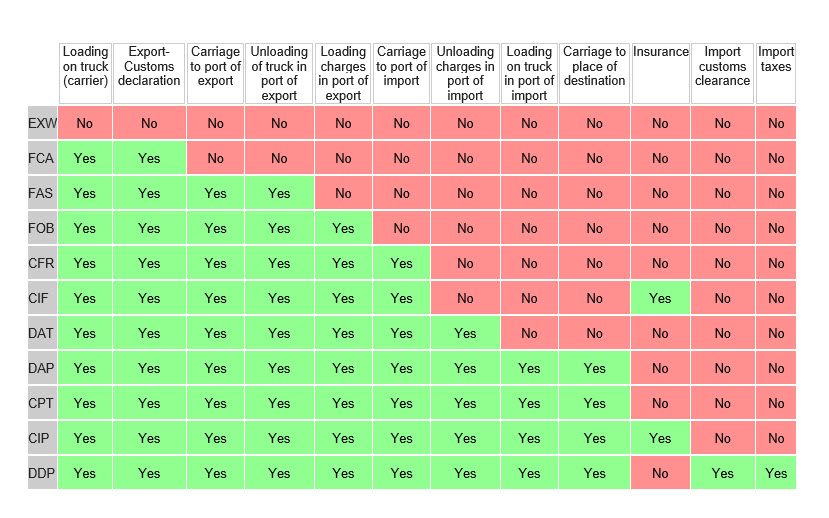 Loading on truck (carrier) Export-Customs declaration Carriage to port of export Unloading of truck in port of export Loading charges in port of export Carriage to port of import Unloading charges in port of import Loading on truck in port of import Carriage to place of destination Insurance Import customs clearance Import taxes
EXW No No No No No No No No No No No No
FCA Yes Yes No No No No No No No No No No
FAS Yes Yes Yes Yes No No No No No No No No
FOB Yes Yes Yes Yes Yes No No No No No No No
CFR Yes Yes Yes Yes Yes Yes No No No No No No
CIF Yes Yes Yes Yes Yes Yes No No No Yes No No
DAT Yes Yes Yes Yes Yes Yes Yes No No No No No
DAP Yes Yes Yes Yes Yes Yes Yes Yes Yes No No No
CPT Yes Yes Yes Yes Yes Yes Yes Yes Yes No No No
CIP Yes Yes Yes Yes Yes Yes Yes Yes Yes Yes No No
DDP Yes Yes Yes Yes Yes Yes Yes Yes Yes No Yes Yes